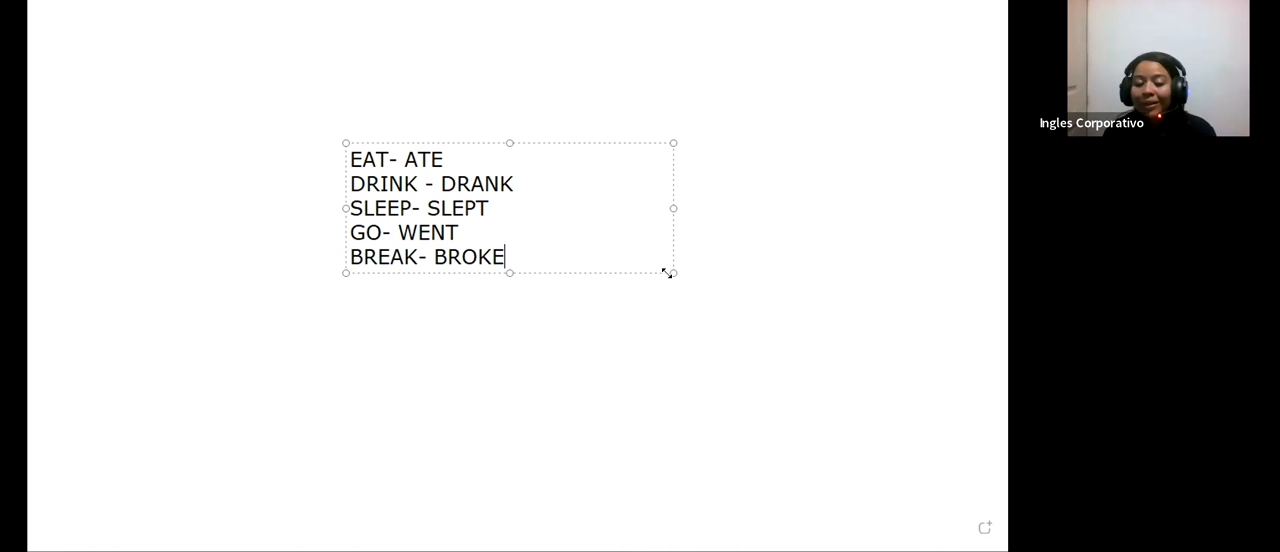 EAT- ATE
DRINK - DRANK
SLEEP- SLEPT
GO- WENT
BREAK- BROKE
Ingles Corporativo